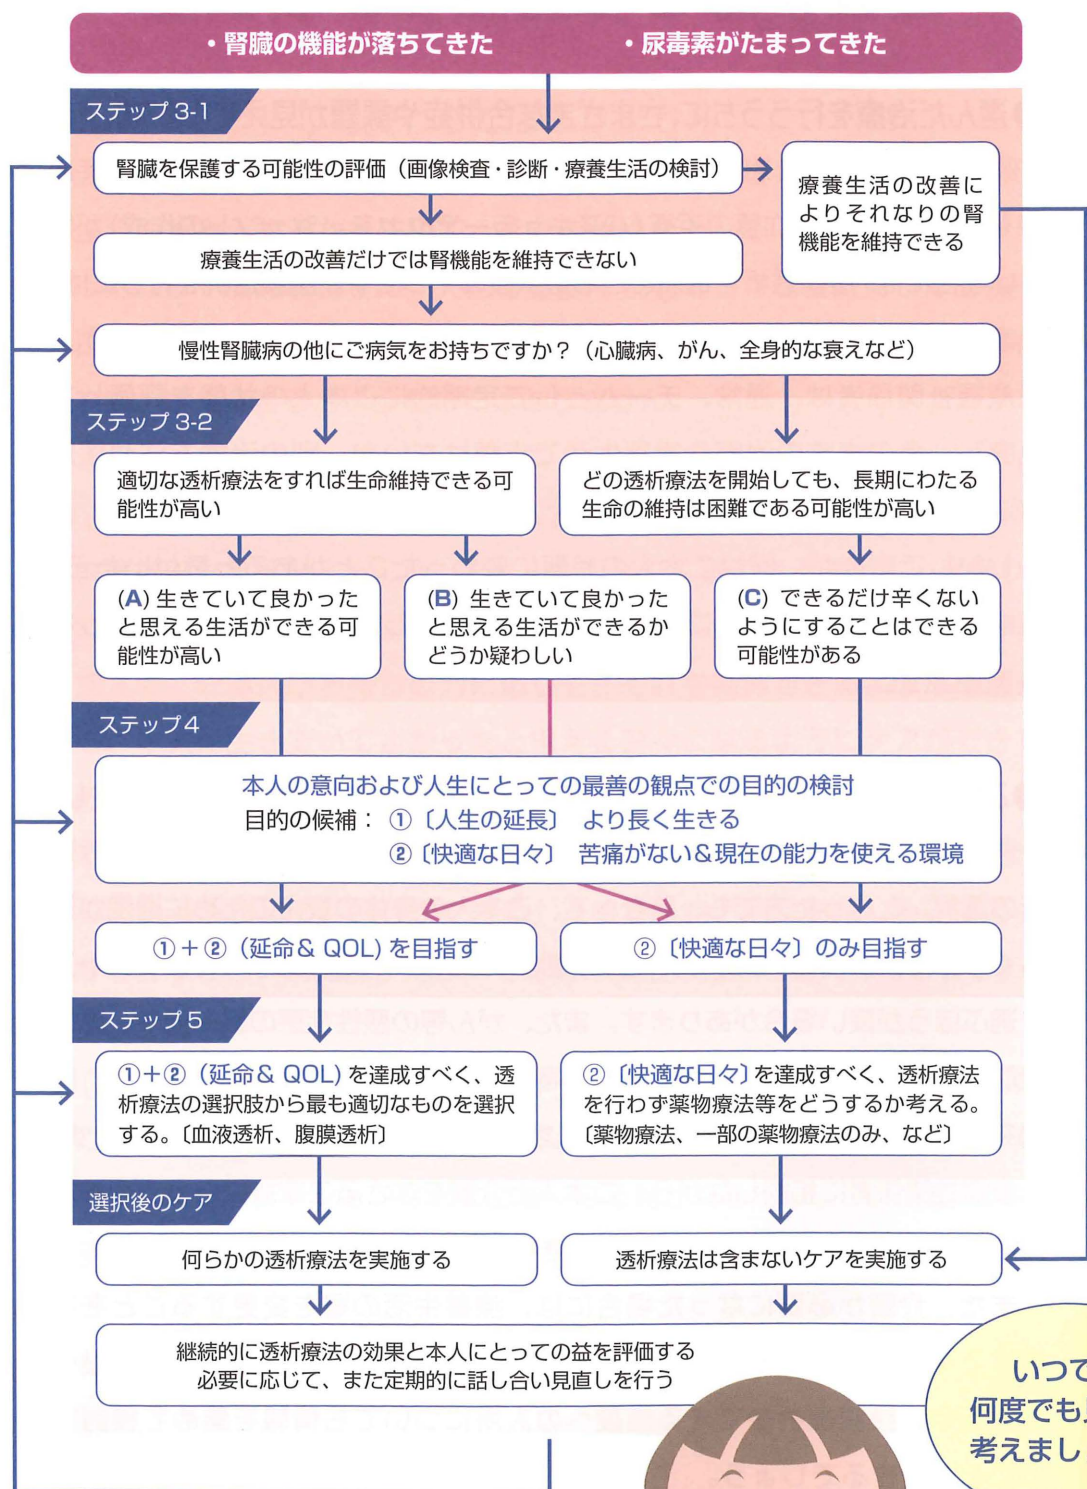 ・腎臓の機能が落ちてきた ・尿毒素がたまってきた
ステップ 3-1
腎臓を保護する可能性の評価（画像検査・診断・療養生活の検討）
療養生活の改善に
よりそれなりの腎
機能を維持できる
療養生活の改善だけでは腎機能を維持できない
慢性腎臓病の他にご病気をお持ちですか？（心臓病、がん、全身的な衰えなど）
ステップ 3-2
適切な透析療法をすれば生命維持できる可
能性が高い
どの透析療法を開始しても、長期にわたる
生命の維持は困難である可能性が高い
(A) 生きていて良かった
と思える生活ができる可
能性が高い
(B) 生きていて良かった
と思える生活ができるか
どうか疑わしい
(C) できるだけ辛くない
ようにすることはできる
可能性がある
ステップ4
本人の意向および人生にとっての最善の観点での目的の検討
目的の候補： ①〔人生の延長〕 より長く生きる
②〔快適な日々〕 苦痛がない＆現在の能力を使える環境
①＋②（延命＆ QOL) を目指す
②〔快適な日々〕のみ目指す
ステップ 5
①＋②（延命＆ QOL) を達成すべく、透
析療法の選択肢から最も適切なものを選択
する。〔血液透析、腹膜透析〕
②〔快適な日々〕を達成すべく、透析療法
を行わず薬物療法等をどうするか考える。
〔薬物療法、一部の薬物療法のみ、など〕
選択後のケア
何らかの透析療法を実施する
透析療法は含まないケアを実施する
継続的に透析療法の効果と本人にとっての益を評価する
必要に応じて、また定期的に話し合い見直しを行う
いつで
何度でも
考えまし